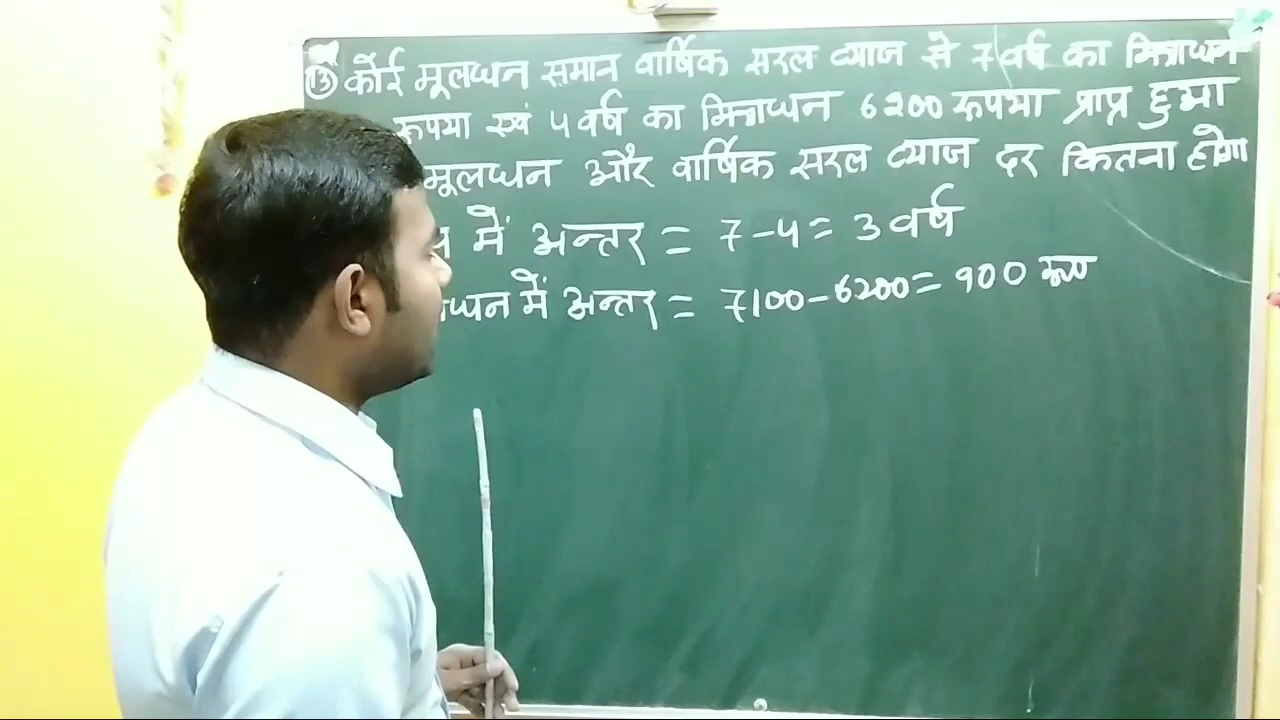 ⑬ कोई मूलधन समान वार्षिक सरल व्याज से 7 वर्ष का मिश्रधन
रूपया एवं 4 वर्ष का मिश्राधन 6200 रूपया प्राप्त हुआ
मूलधन और वार्षिक सरल व्याज दर कितना होगा
में अन्तर = 7-4 = 3 वर्ष
में अन्तर = 7100-6200 = 900 रू०